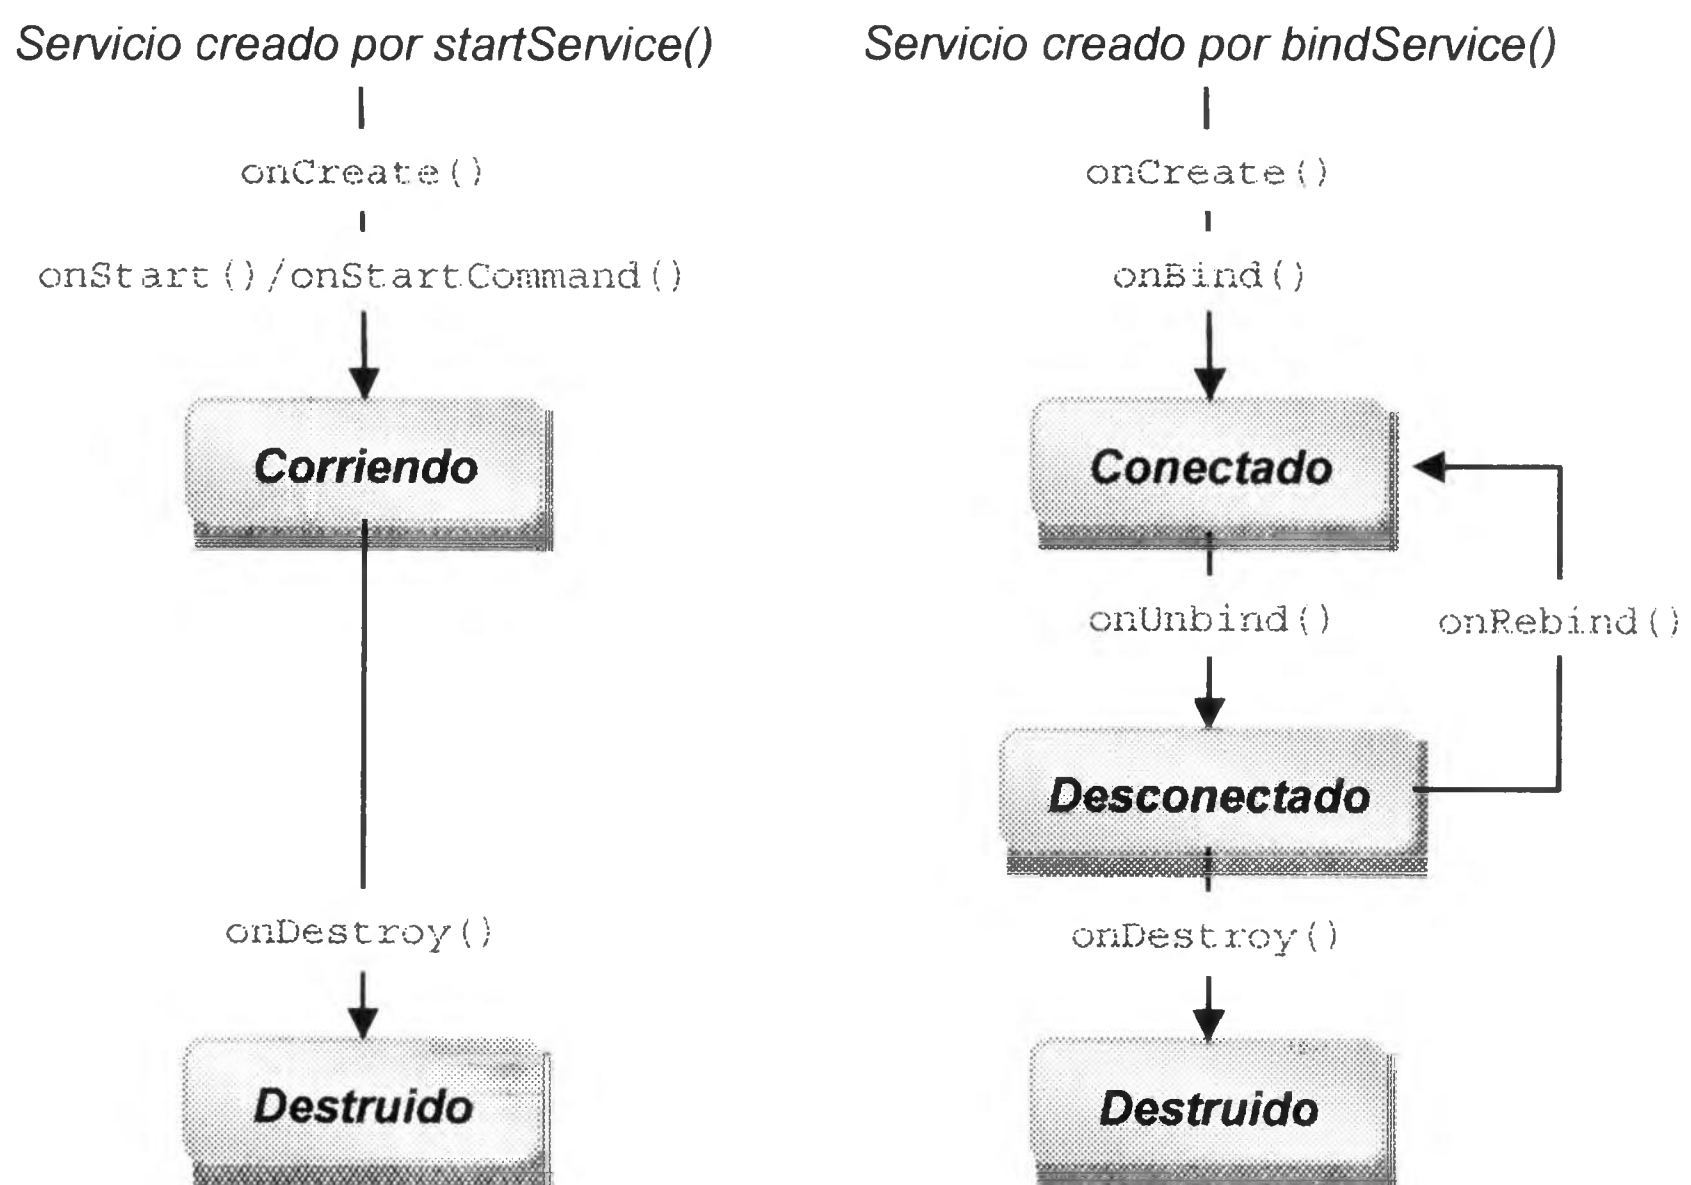 Servicio creado por startService()
onCreate()
onStart()/onStartCommand()
Corriendo
onDestroy()
Destruido
Servicio creado por bindService()
onCreate()
onBind()
Conectado
onUnbind()
onRebind()
Desconectado
onDestroy()
Destruido